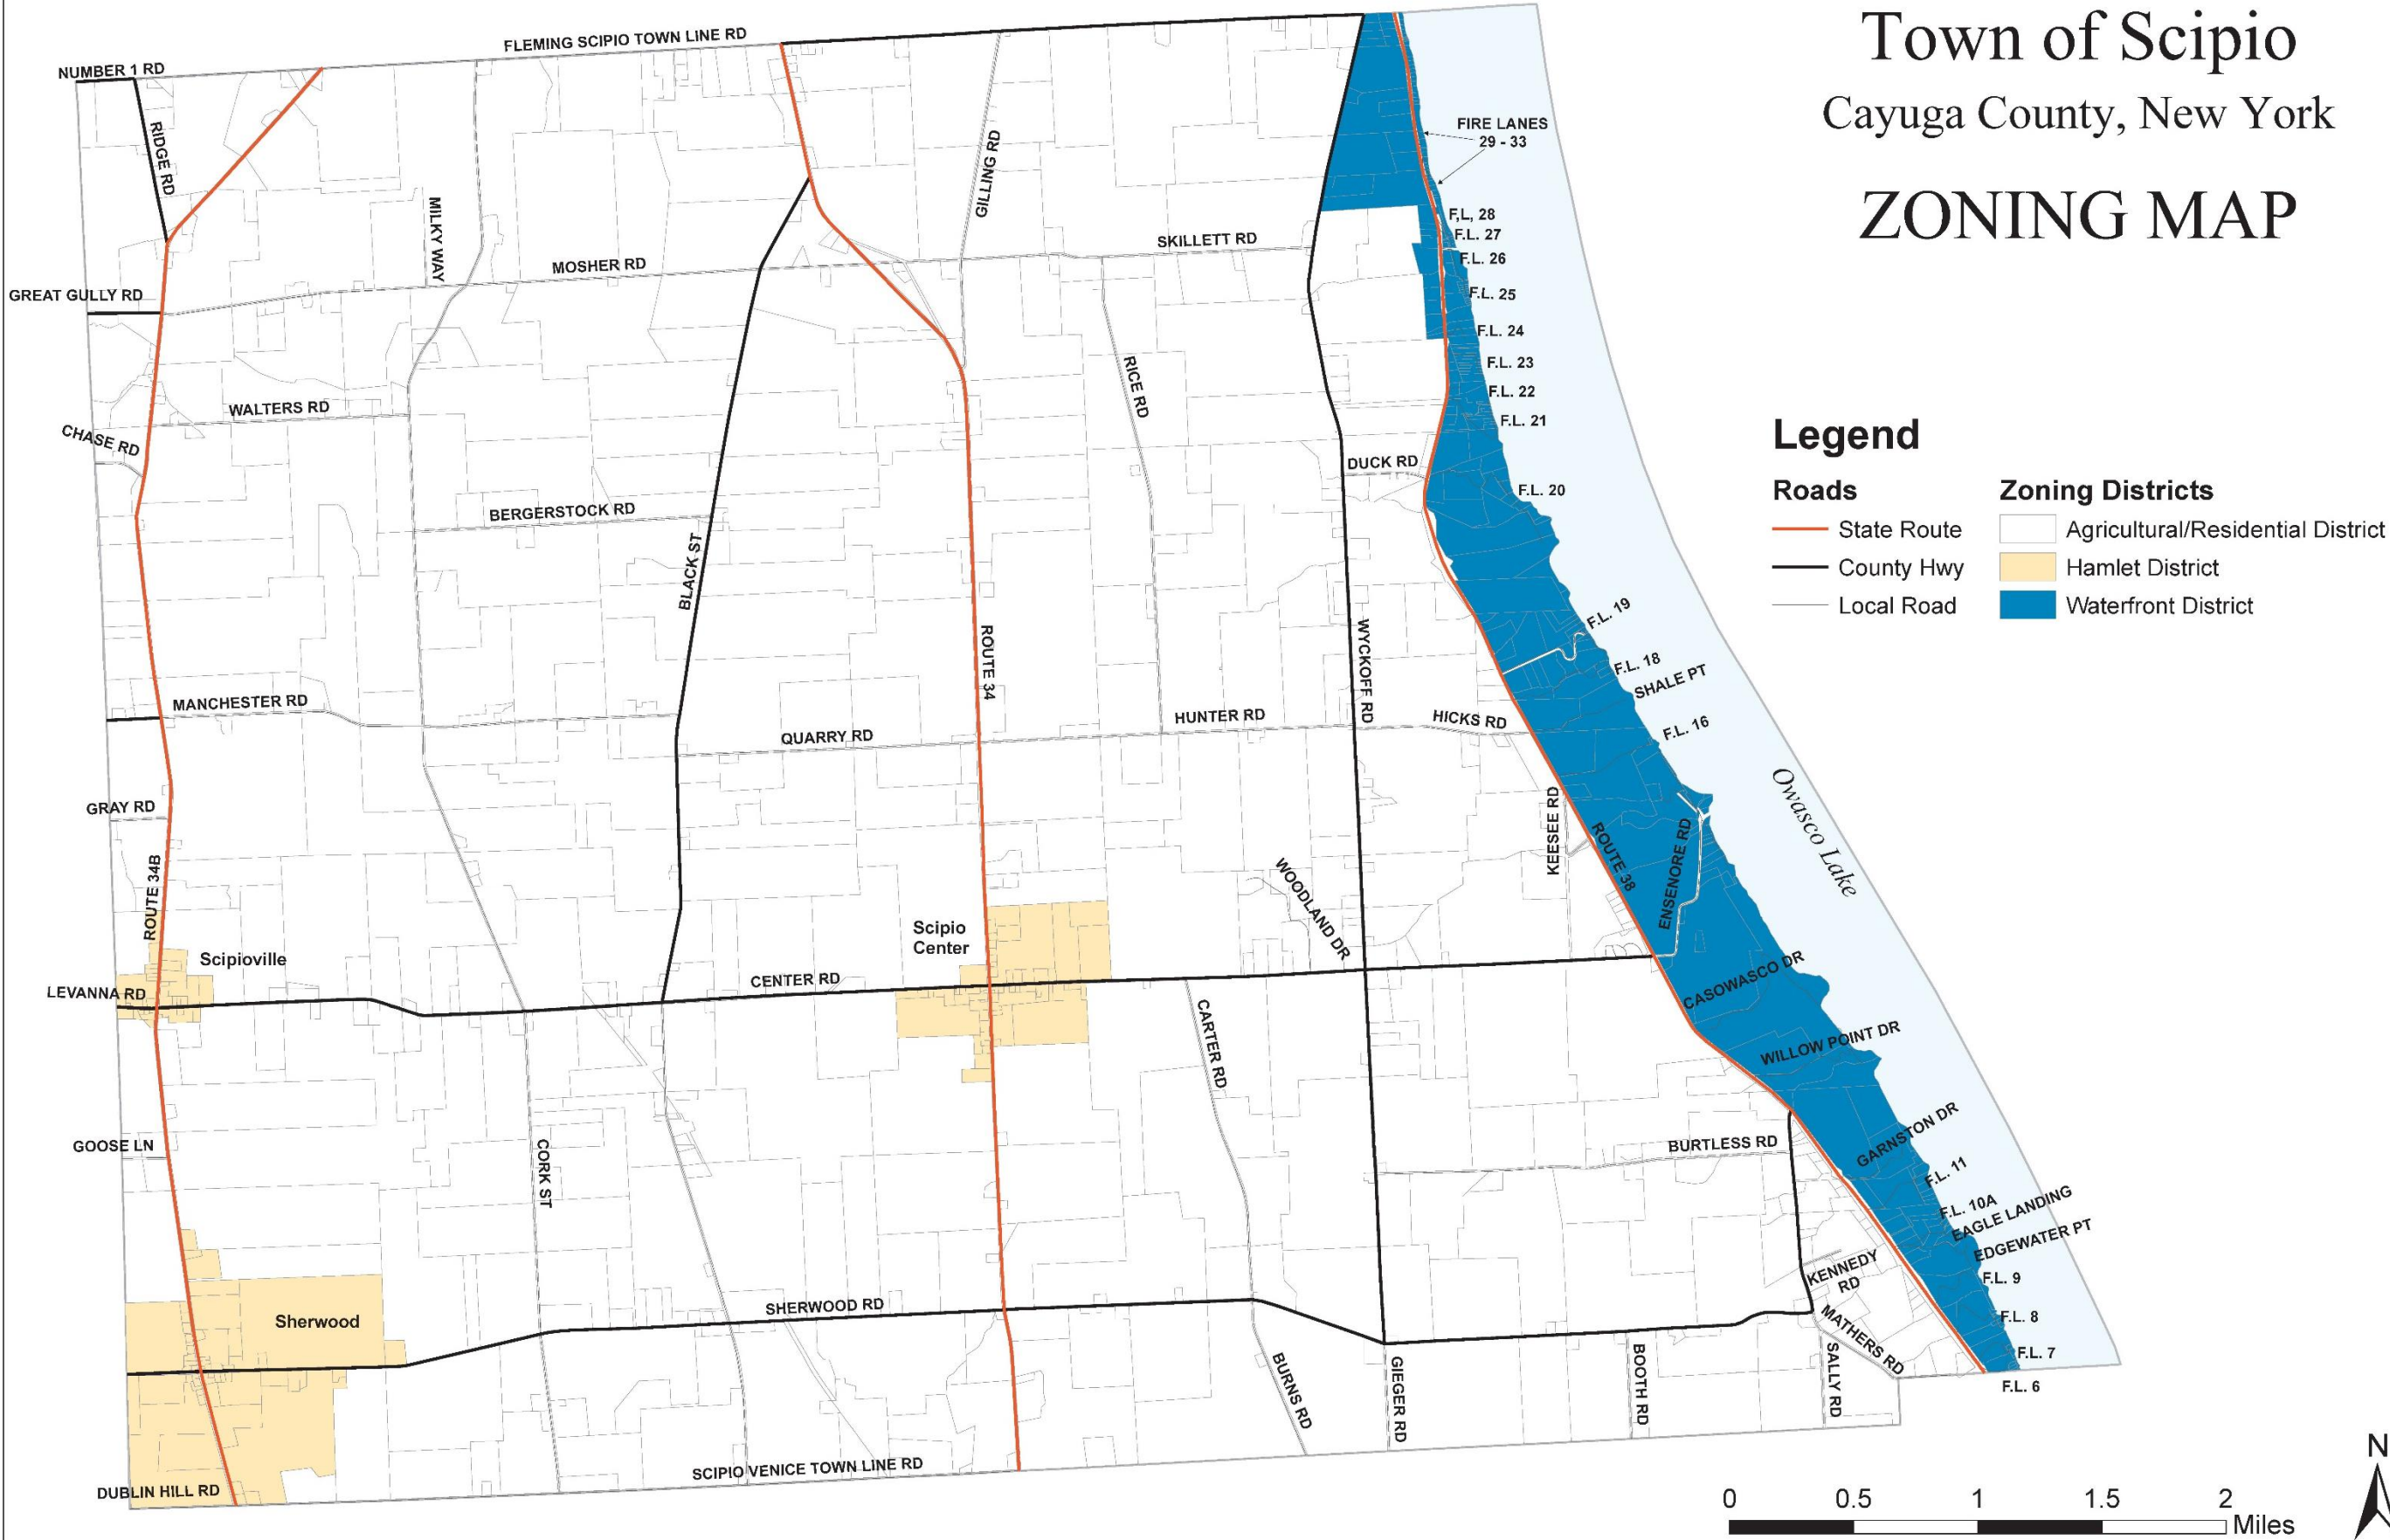 Town of Scipio
Cayuga County, New York
ZONING MAP
FLEMING SCIPIO TOWN LINE RD
NUMBER 1 RD
RIDGE RD
FIRE LANES
29 - 33
GILLING RD
MILKY WAY
F,L, 28
F.L. 27
SKILLETT RD
F.L. 26
MOSHER RD
GREAT GULLY RD
F.L. 25
F.L. 24
F.L. 23
RICE RD
F.L. 22
WALTERS RD
F.L. 21
CHASE RD
DUCK RD
F.L. 20
BERGERSTOCK RD
BLACK ST
Legend
Roads
State Route
County Hwy
Local Road
Zoning Districts
Agricultural/Residential District
Hamlet District
Waterfront District
F.L. 19
ROUTE 34
WYCKOFF RD
F.L. 18
SHALE PT
MANCHESTER RD
HUNTER RD
HICKS RD
F.L. 16
QUARRY RD
GRAY RD
KEESEE RD
ROUTE 38
ENSENORE RD
Owasco Lake
ROUTE 34B
WOODLAND DR
Scipio
Center
Scipioville
CENTER RD
LEVANNA RD
CASOWASCO DR
CARTER RD
WILLOW POINT DR
GOOSE LN
CORK ST
BURTLESS RD
GARNSTON DR
F.L. 11
F.L. 10A
EAGLE LANDING
EDGEWATER PT
KENNEDY
RD
F.L. 9
SHERWOOD RD
Sherwood
MATHERS RD
F.L. 8
F.L. 7
F.L. 6
BURNS RD
GIEGER RD
BOOTH RD
SALLY RD
SCIPIO VENICE TOWN LINE RD
DUBLIN HILL RD
N
0 0.5 1 1.5 2
Miles